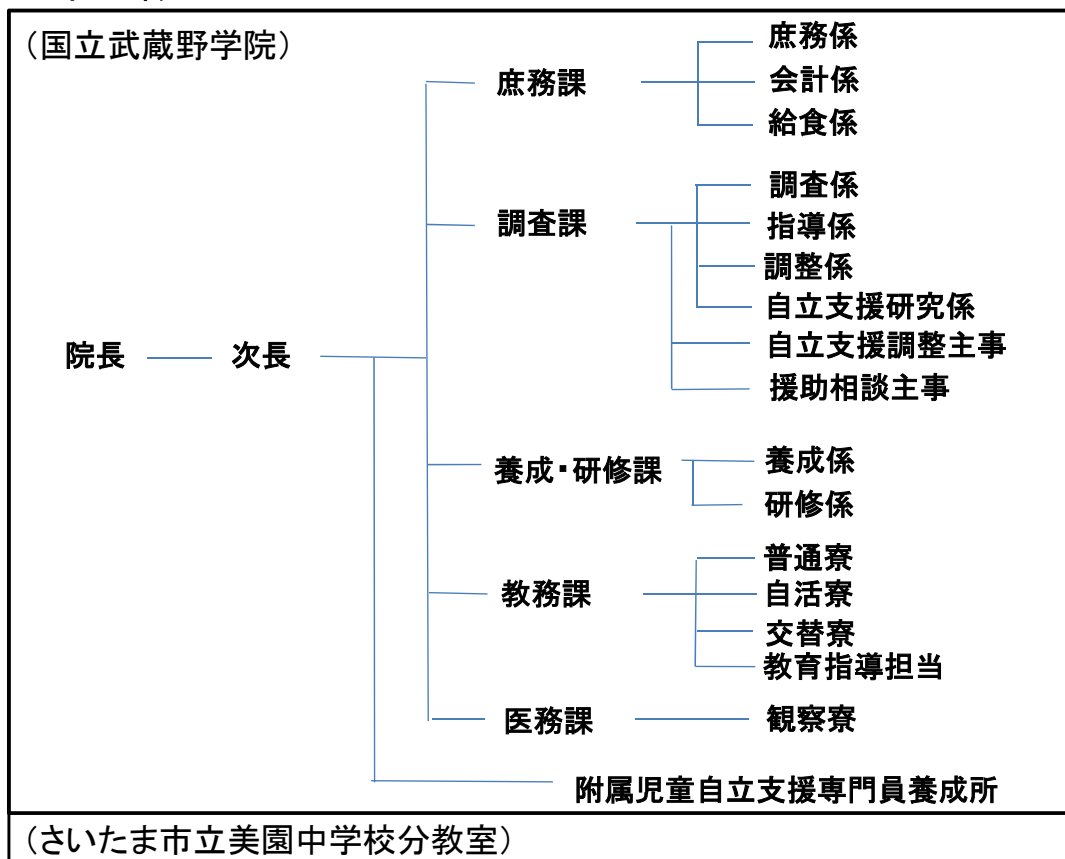 (国立武蔵野学院)
庶務課
庶務係
会計係
給食係
調査課
調査係
指導係
調整係
自立支援研究係
自立支援調整主事
援助相談主事
院長
次長
養成・研修課
養成係
研修係
教務課
普通寮
自活寮
交替寮
教育指導担当
医務課
観察寮
附属児童自立支援専門員養成所
(さいたま市立美園中学校分教室)